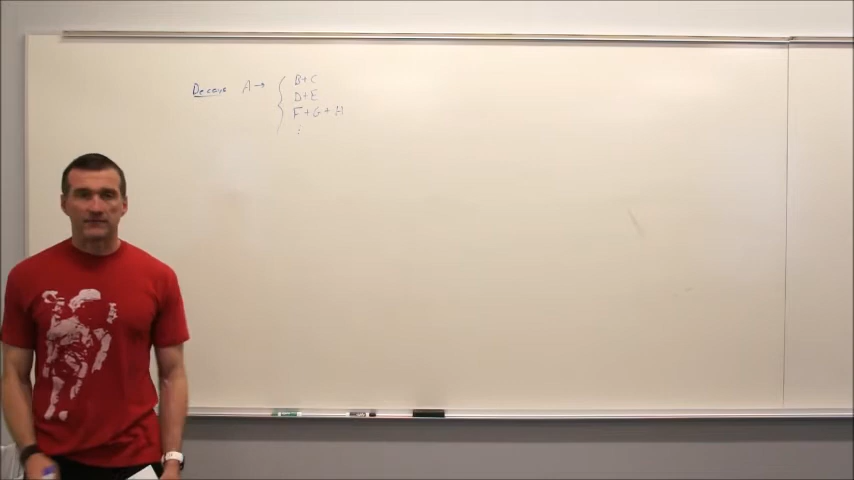 Decays A → { B + C
D + E
F + G + H
⋮